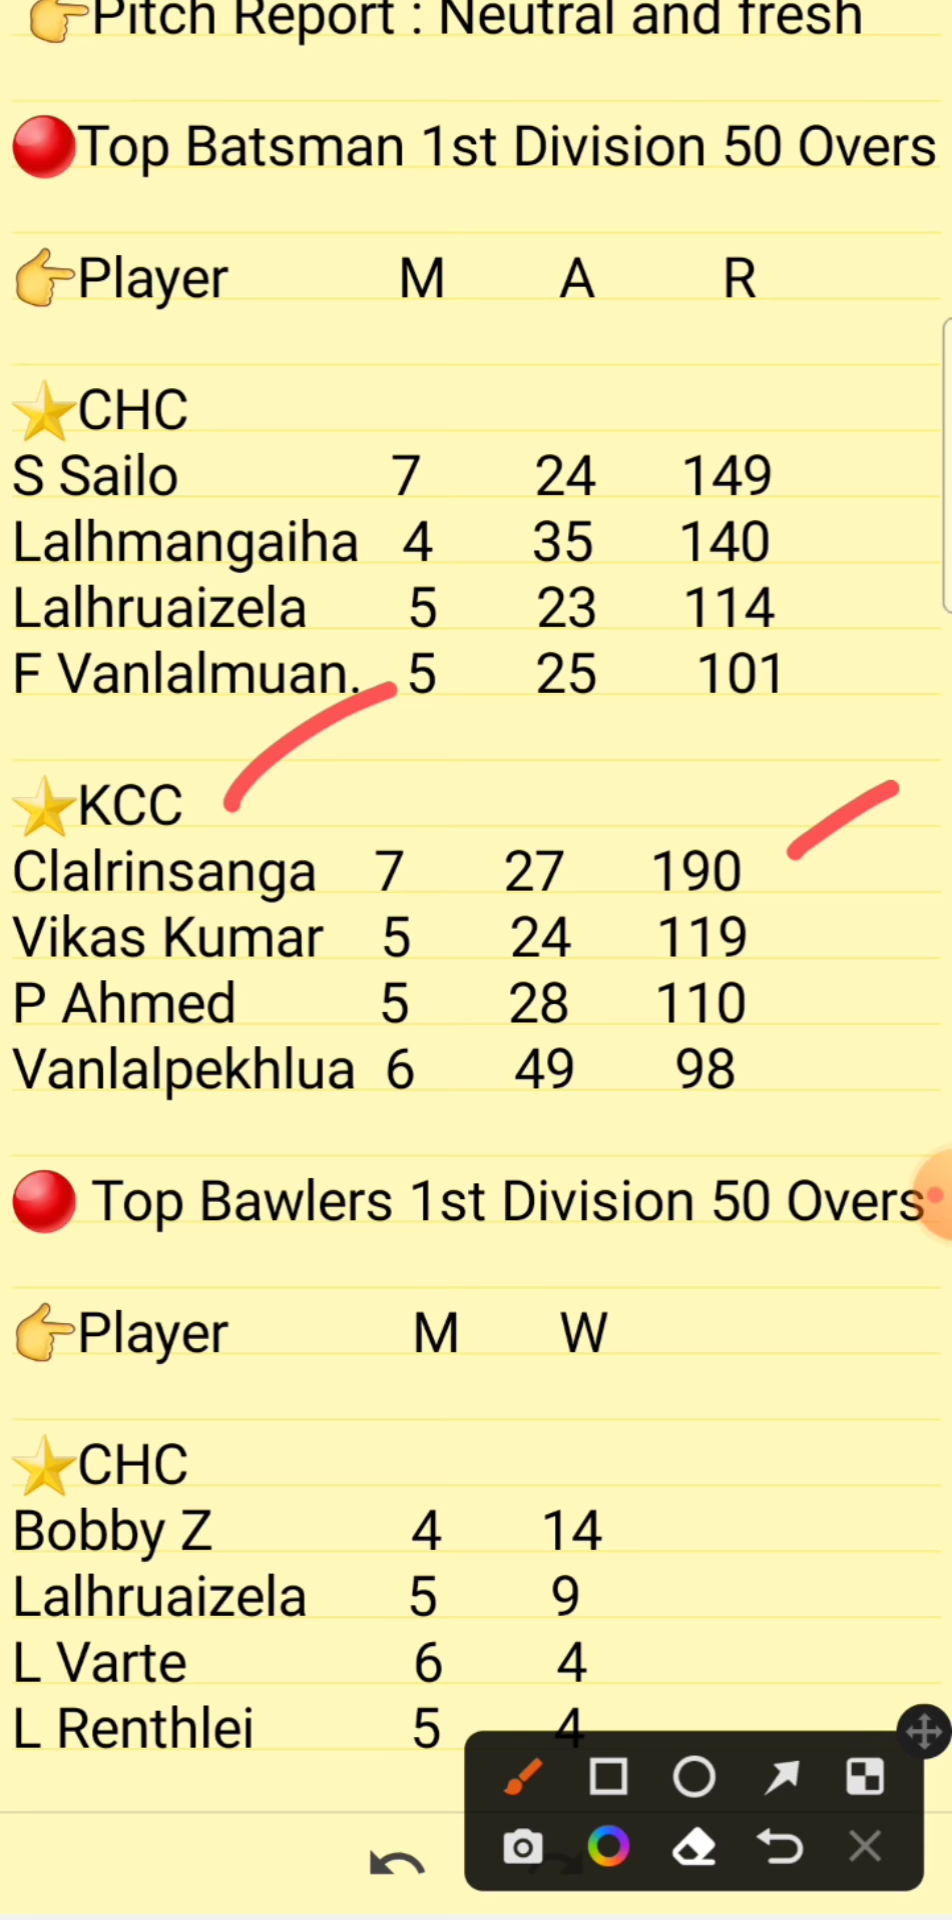 👉Pitch Report : Neutral and fresh
🔴Top Batsman 1st Division 50 Overs
👉Player M A R
⭐CHC
S Sailo 7 24 149
Lalhmangaiha 4 35 140
Lalhruaizela 5 23 114
F Vanlalmuan. 5 25 101
⭐KCC
Clalrinsanga 7 27 190
Vikas Kumar 5 24 119
P Ahmed 5 28 110
Vanlalpekhlua 6 49 98
🔴 Top Bawlers 1st Division 50 Overs
👉Player M W
⭐CHC
Bobby Z 4 14
Lalhruaizela 5 9
L Varte 6 4
L Renthlei 5 4